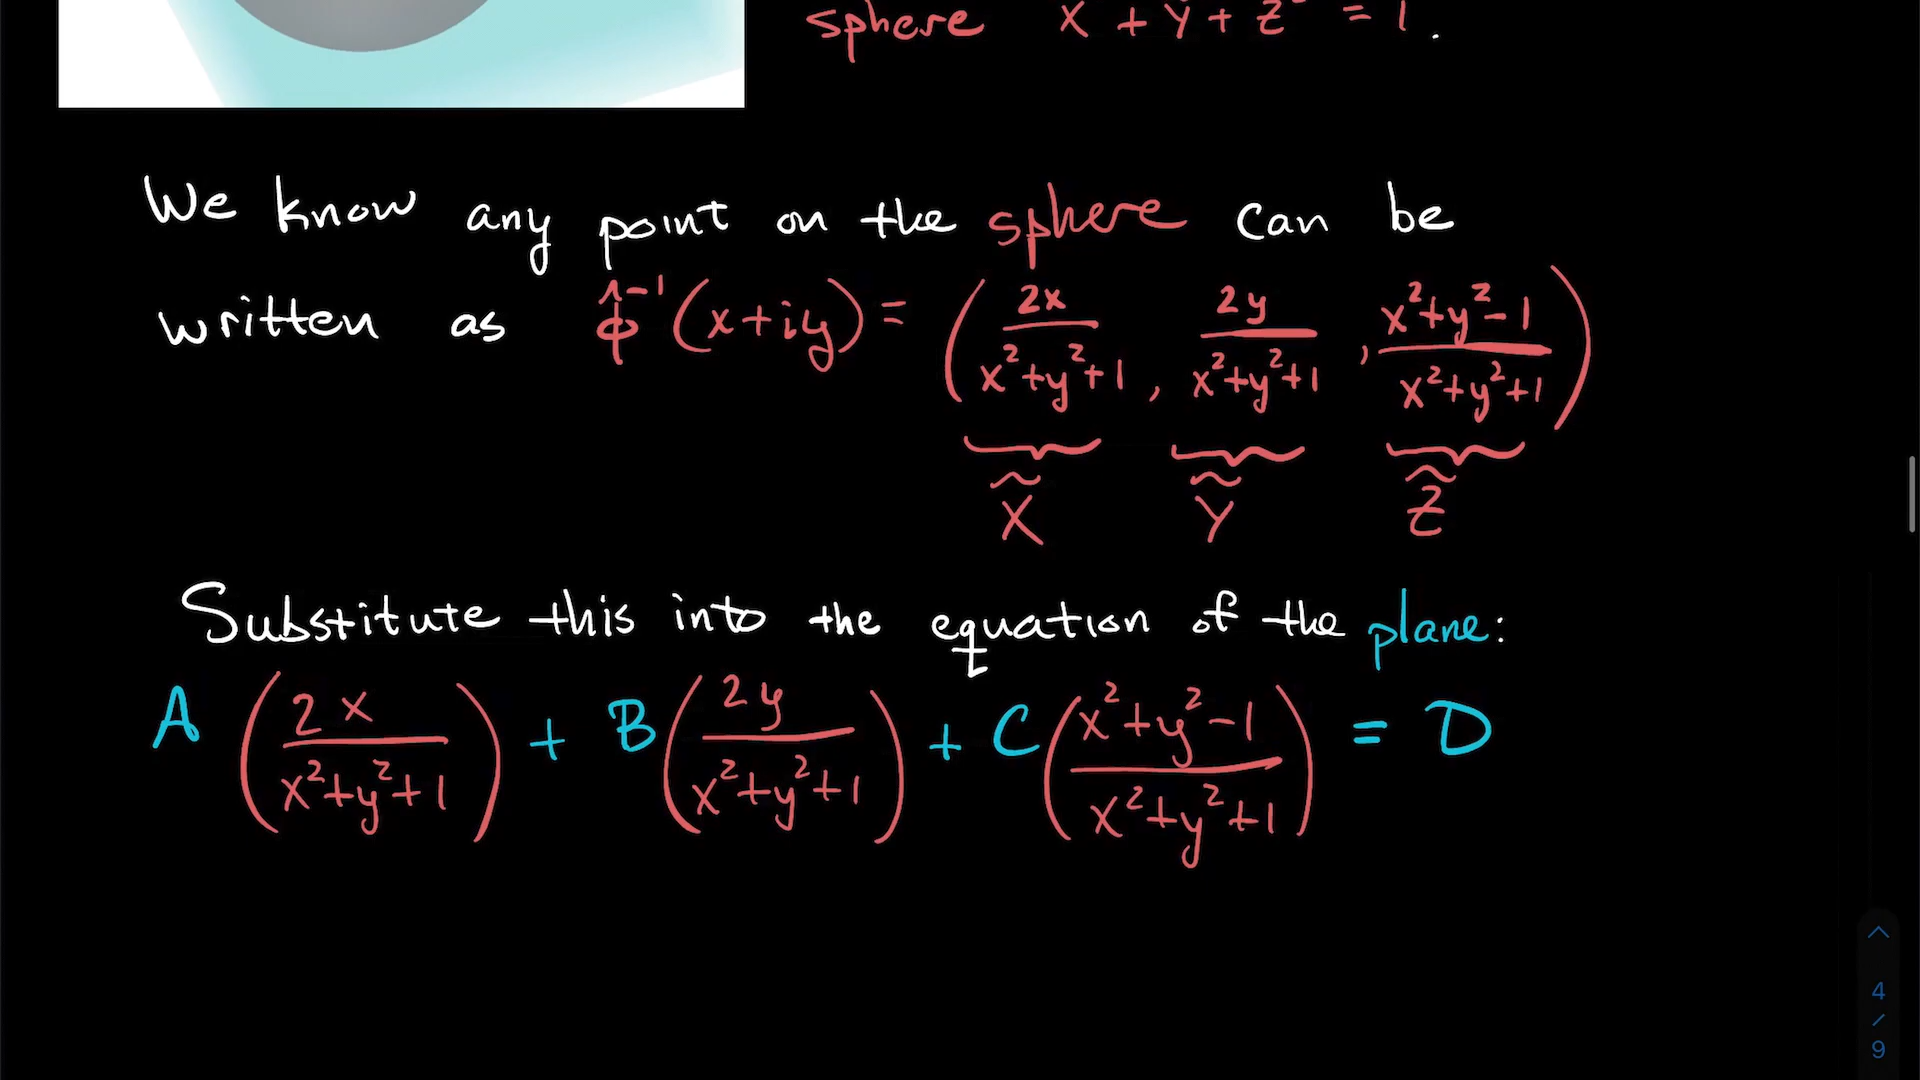 sphere X + Y + Z² = 1.
We know any point on the sphere can be
written as ϕ̂⁻¹(x+iy) = (2x/(x²+y²+1), 2y/(x²+y²+1), (x²+y²-1)/(x²+y²+1))
X̃ Ỹ Z̃
Substitute this into the equation of the plane:
A (2x/(x²+y²+1)) + B (2y/(x²+y²+1)) + C ((x²+y²-1)/(x²+y²+1)) = D
4
/
9